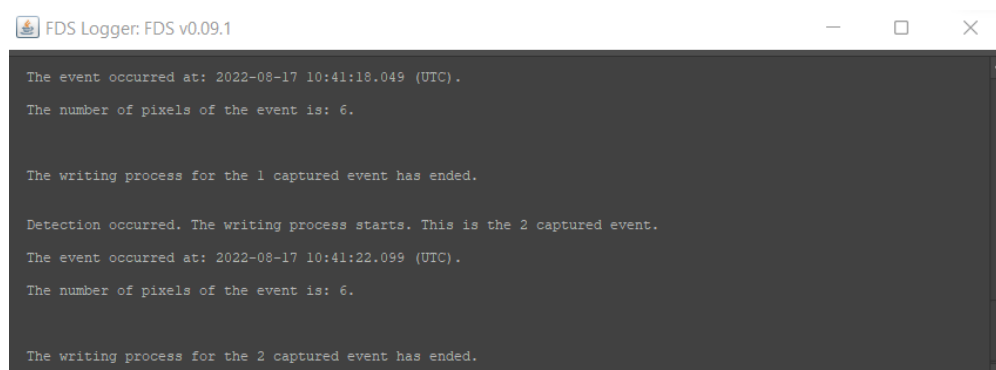 FDS Logger: FDS v0.09.1
The event occurred at: 2022-08-17 10:41:18.049 (UTC).
The number of pixels of the event is: 6.
The writing process for the 1 captured event has ended.
Detection occurred. The writing process starts. This is the 2 captured event.
The event occurred at: 2022-08-17 10:41:22.099 (UTC).
The number of pixels of the event is: 6.
The writing process for the 2 captured event has ended.